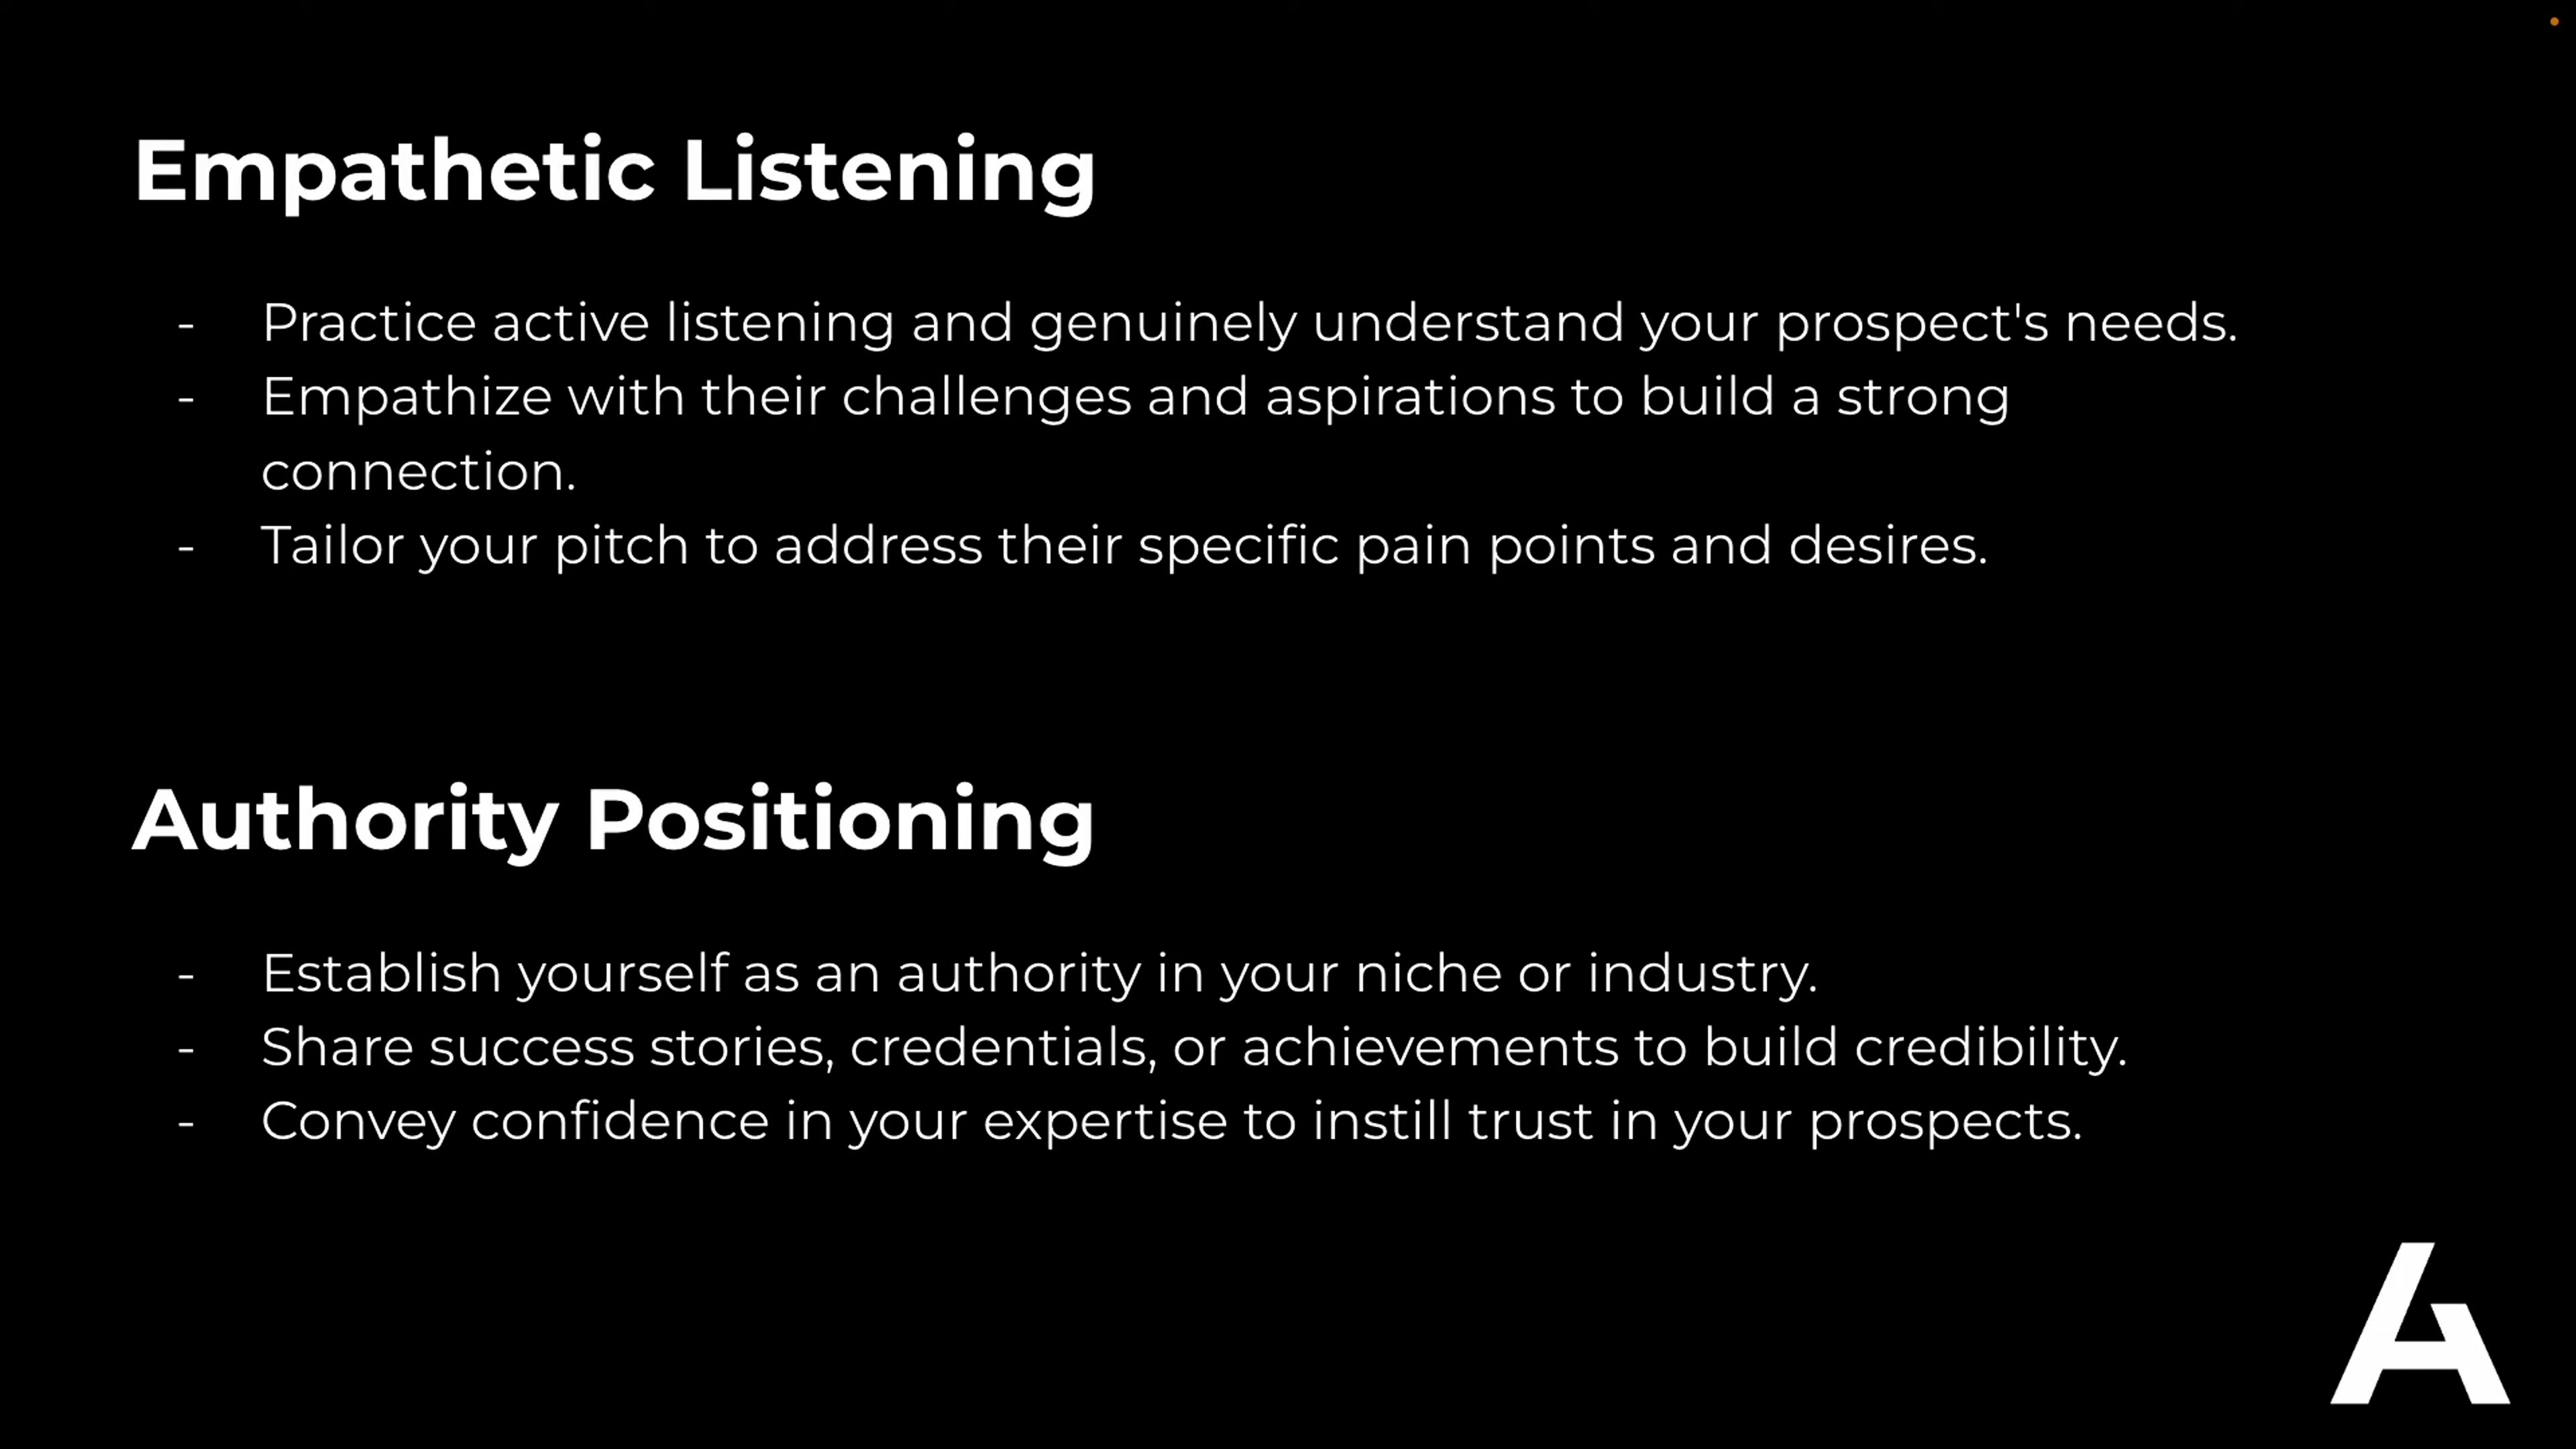 Empathetic Listening
- Practice active listening and genuinely understand your prospect's needs.
- Empathize with their challenges and aspirations to build a strong
connection.
- Tailor your pitch to address their specific pain points and desires.
Authority Positioning
- Establish yourself as an authority in your niche or industry.
- Share success stories, credentials, or achievements to build credibility.
- Convey confidence in your expertise to instill trust in your prospects.